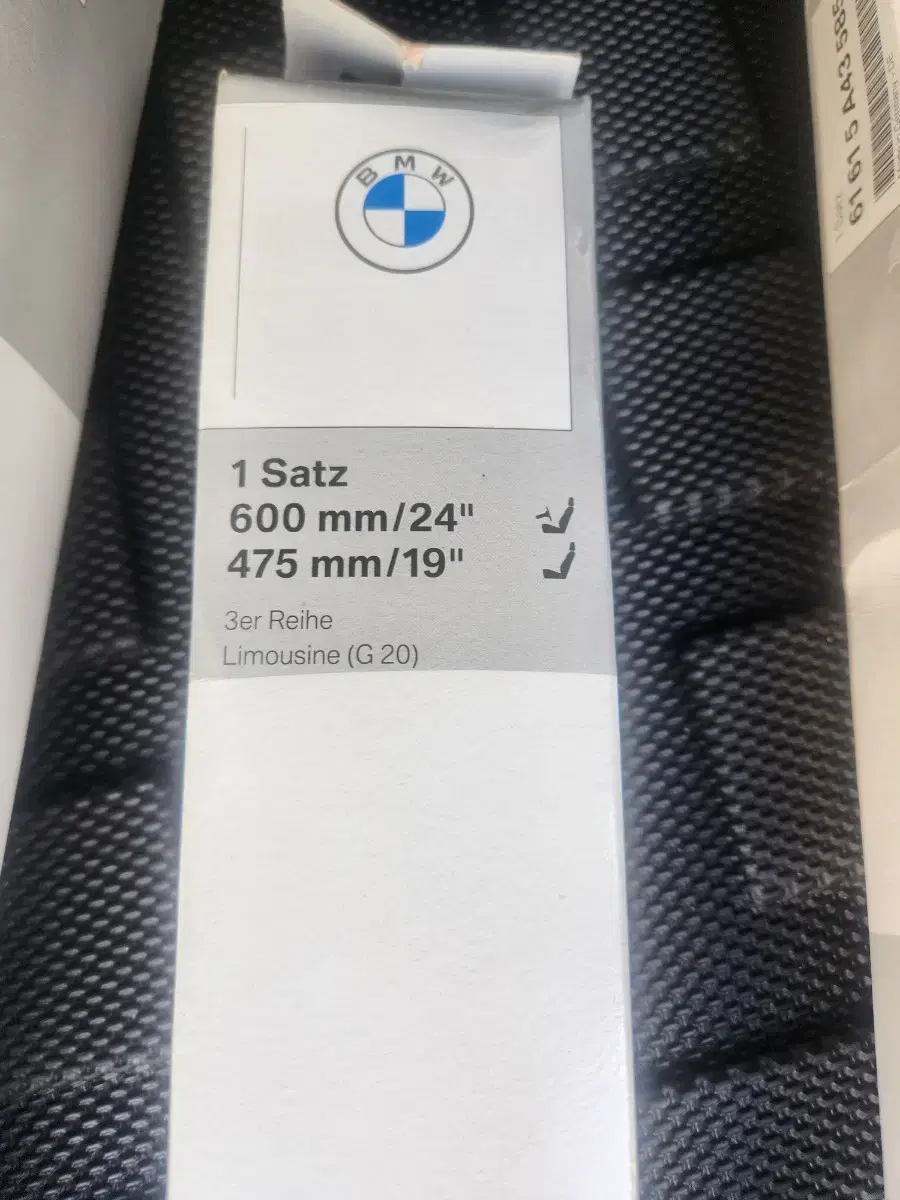 BMW
1 Satz
600 mm/24"
475 mm/19"
3er Reihe
Limousine (G 20)
61 61 5 A43 585